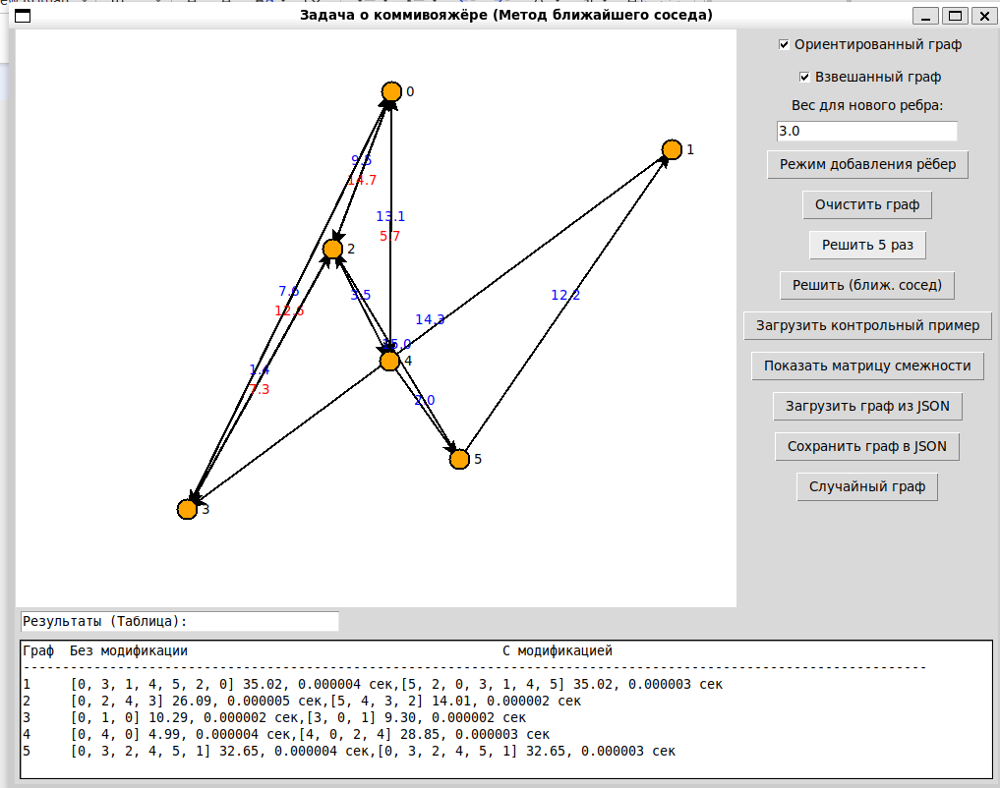 Задача о коммивояжёре (Метод ближайшего соседа)
Ориентированный граф
Взвешанный граф
Вес для нового ребра:
3.0
Режим добавления рёбер
Очистить граф
Решить 5 раз
Решить (ближ. сосед)
Загрузить контрольный пример
Показать матрицу смежности
Загрузить граф из JSON
Сохранить граф в JSON
Случайный граф
0
1
9.5
14.7
13.1
5.7
2
7.6
3.5
12.2
12.6
14.3
4
1.4
7.3
2.0
5
3
Результаты (Таблица):
Граф Без модификации С модификацией
------------------------------------------------------------------------------------------------------------------
1 [0, 3, 1, 4, 5, 2, 0] 35.02, 0.000004 сек,[5, 2, 0, 3, 1, 4, 5] 35.02, 0.000003 сек
2 [0, 2, 4, 3] 26.09, 0.000005 сек,[5, 4, 3, 2] 14.01, 0.000002 сек
3 [0, 1, 0] 10.29, 0.000002 сек,[3, 0, 1] 9.30, 0.000002 сек
4 [0, 4, 0] 4.99, 0.000004 сек,[4, 0, 2, 4] 28.85, 0.000003 сек
5 [0, 3, 2, 4, 5, 1] 32.65, 0.000004 сек,[0, 3, 2, 4, 5, 1] 32.65, 0.000003 сек